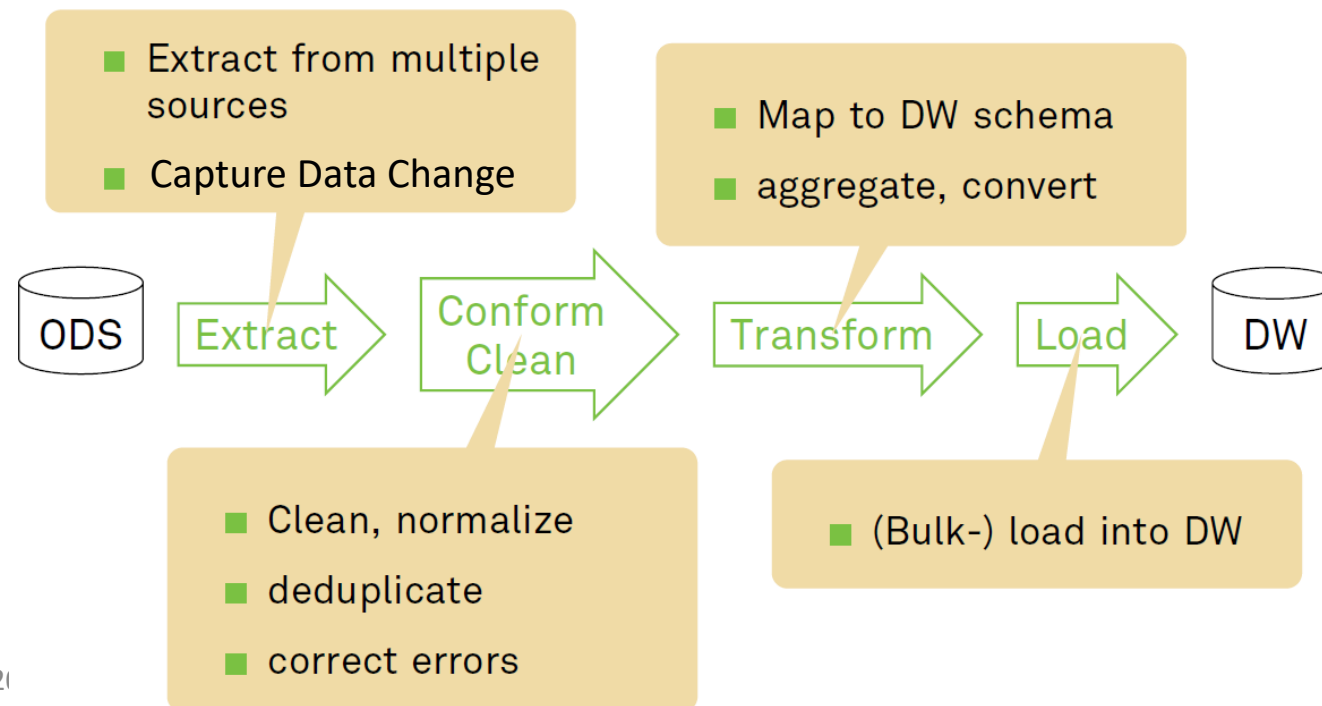 Extract from multiple
sources
Capture Data Change
Map to DW schema
aggregate, convert
ODS
Extract
Conform
Clean
Transform
Load
DW
Clean, normalize
deduplicate
correct errors
(Bulk-) load into DW